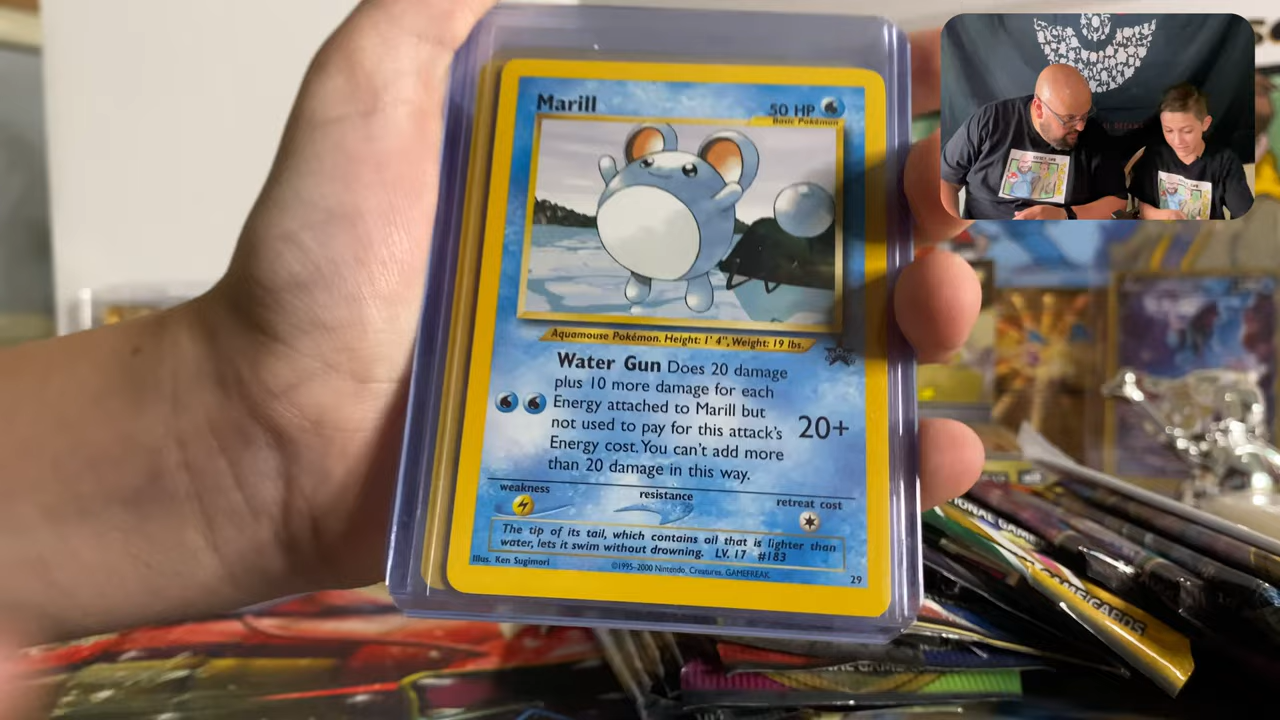 Marill
50 HP
Basic Pokémon
Aquamouse Pokémon. Height: 1' 4", Weight: 19 lbs.
Water Gun Does 20 damage
plus 10 more damage for each
Energy attached to Marill but
not used to pay for this attack's
Energy cost. You can't add more
than 20 damage in this way.
20+
weakness
resistance
retreat cost
The tip of its tail, which contains oil that is lighter than
water, lets it swim without drowning. LV. 17 #183
Illus. Ken Sugimori
©1995-2000 Nintendo, Creatures, GAMEFREAK
29
GAME CARDS